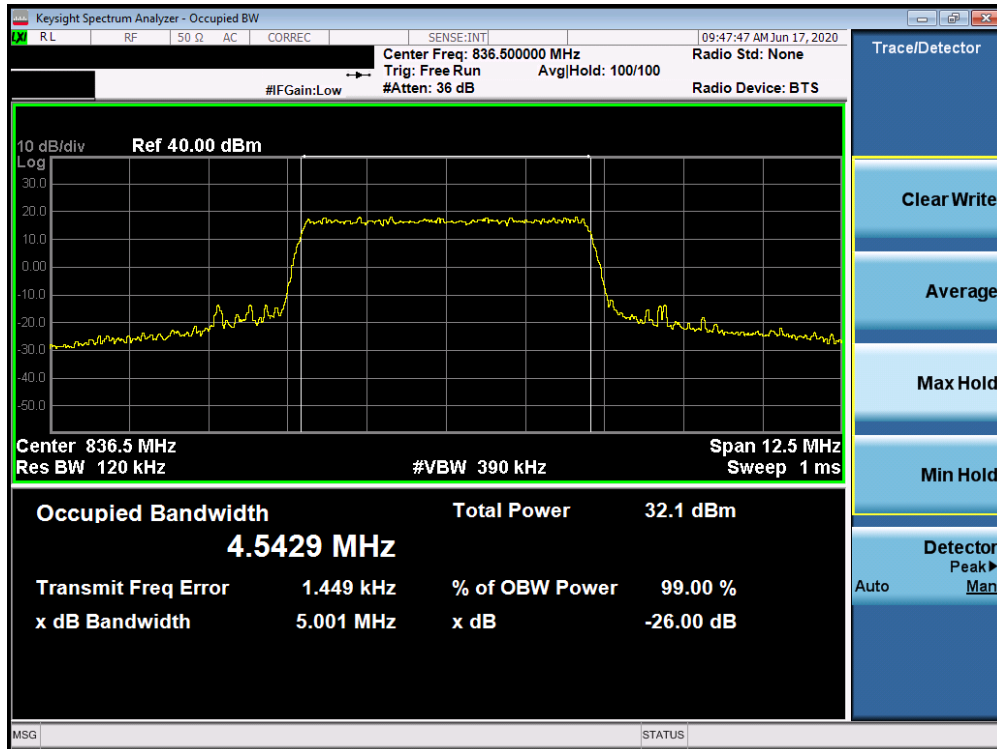 Keysight Spectrum Analyzer - Occupied BW
LXI RL RF 50 Ω AC CORREC SENSE:INT 09:47:47 AM Jun 17, 2020
Center Freq: 836.500000 MHz Radio Std: None
Trig: Free Run Avg|Hold: 100/100
#IFGain:Low #Atten: 36 dB Radio Device: BTS
Trace/Detector
10 dB/div Ref 40.00 dBm
Log
30.0
20.0
10.0
0.00
-10.0
-20.0
-30.0
-40.0
-50.0
Center 836.5 MHz Span 12.5 MHz
Res BW 120 kHz #VBW 390 kHz Sweep 1 ms
Occupied Bandwidth Total Power 32.1 dBm
4.5429 MHz
Transmit Freq Error 1.449 kHz % of OBW Power 99.00 %
x dB Bandwidth 5.001 MHz x dB -26.00 dB
Clear Write
Average
Max Hold
Min Hold
Detector
Peak▶
Auto Man
MSG STATUS